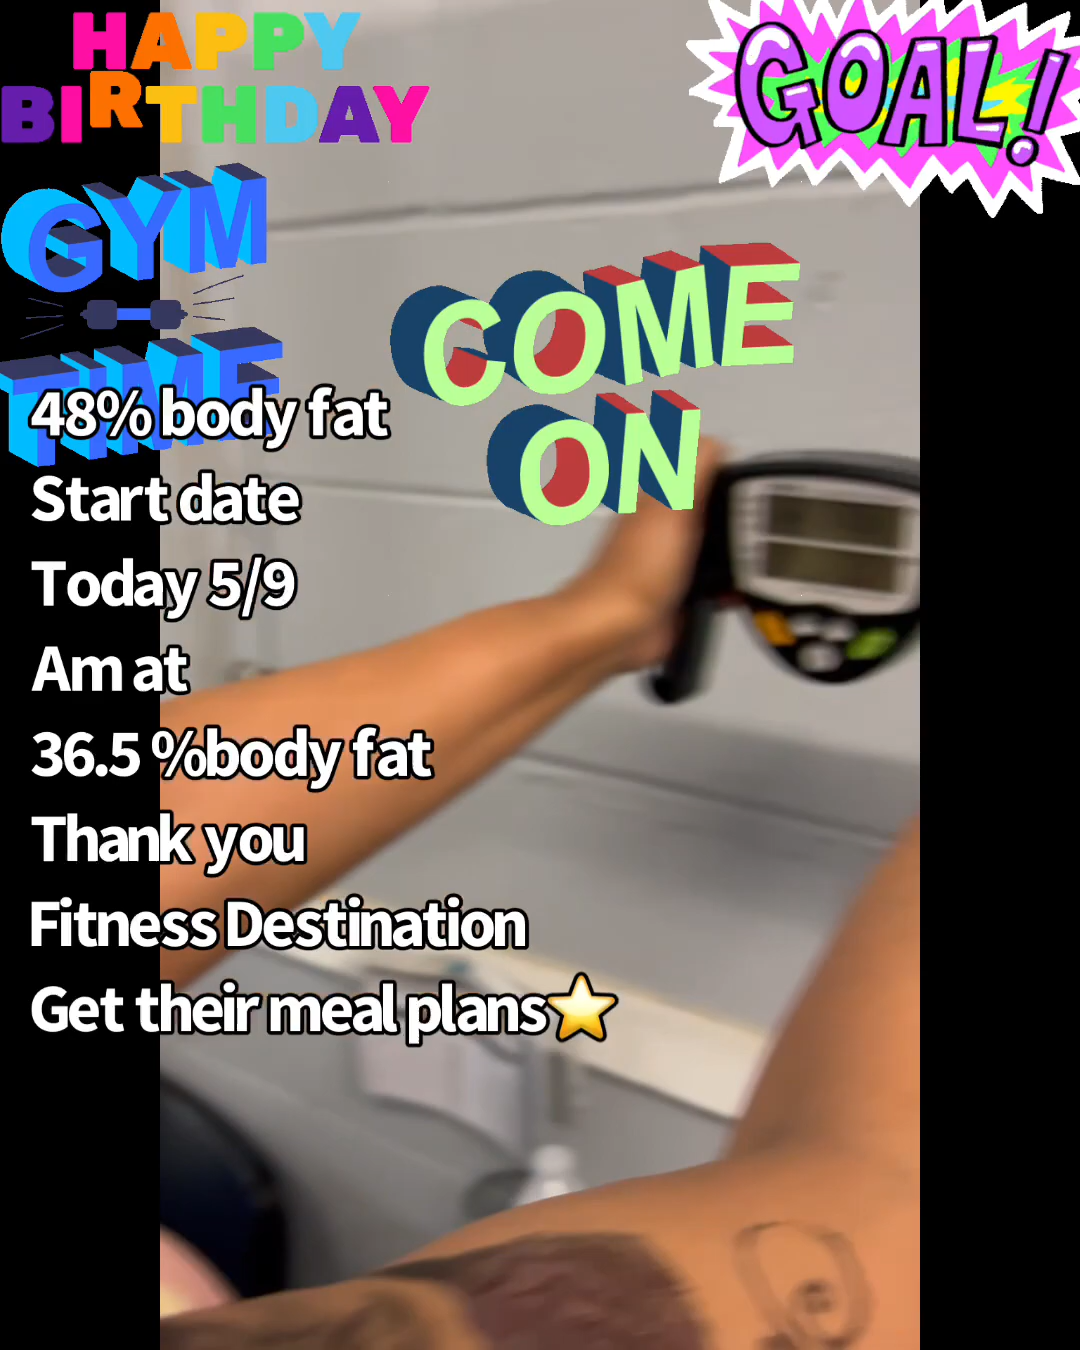 HAPPY
BIRTHDAY
GOAL!
GYM
TIME
COME
ON
48% body fat
Start date
Today 5/9
Am at
36.5 %body fat
Thank you
Fitness Destination
Get their meal plans⭐